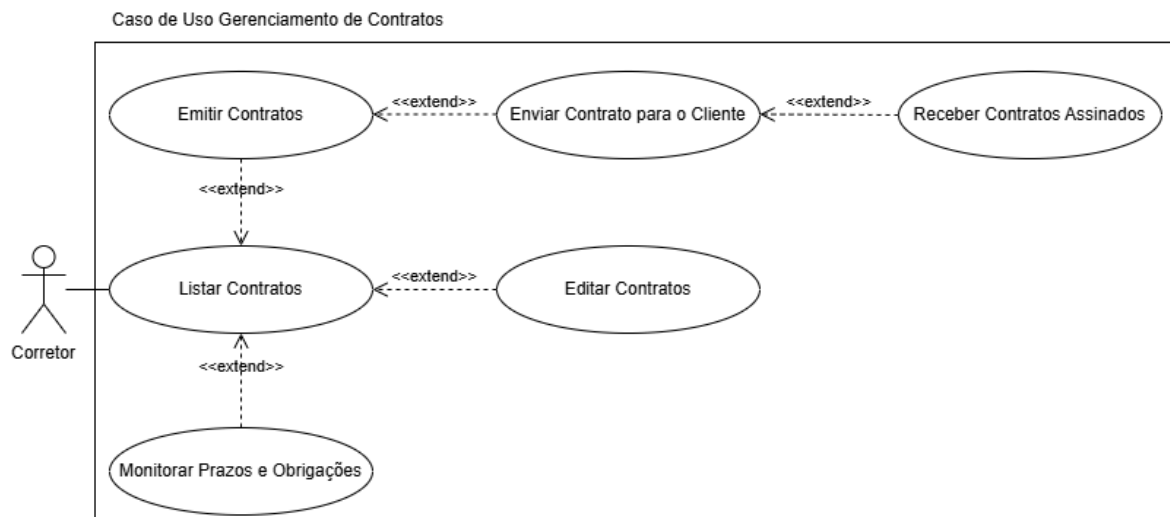 Caso de Uso Gerenciamento de Contratos
Emitir Contratos
<<extend>>
Enviar Contrato para o Cliente
<<extend>>
Receber Contratos Assinados
<<extend>>
Corretor
Listar Contratos
<<extend>>
Editar Contratos
<<extend>>
Monitorar Prazos e Obrigações